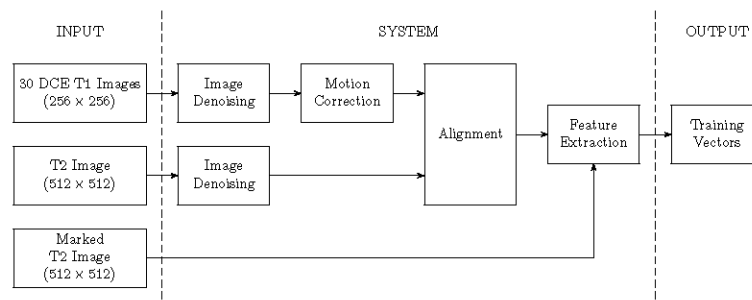 INPUT
SYSTEM
OUTPUT
30 DCE T1 Images
(256 × 256)
Image
Denoising
Motion
Correction
Alignment
Feature
Extraction
Training
Vectors
T2 Image
(512 × 512)
Image
Denoising
Marked
T2 Image
(512 × 512)